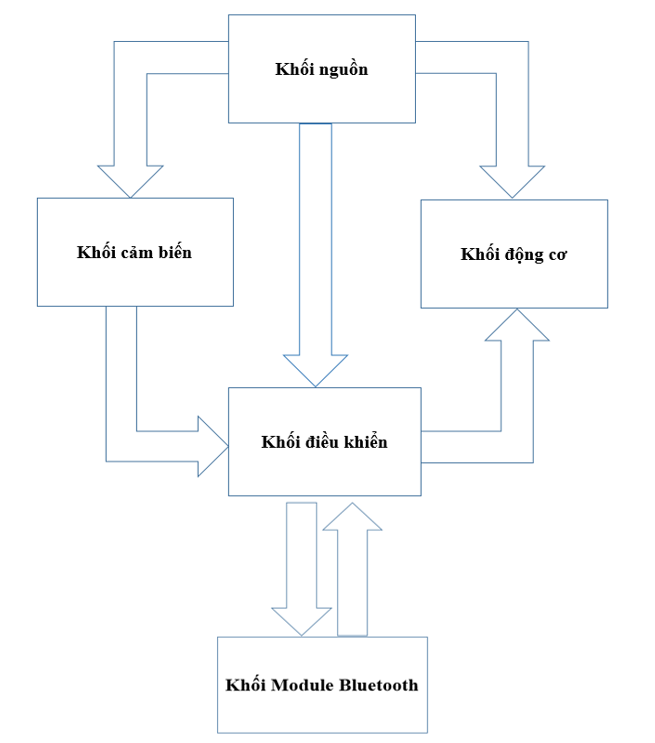 Khối nguồn
Khối cảm biến
Khối động cơ
Khối điều khiển
Khối Module Bluetooth